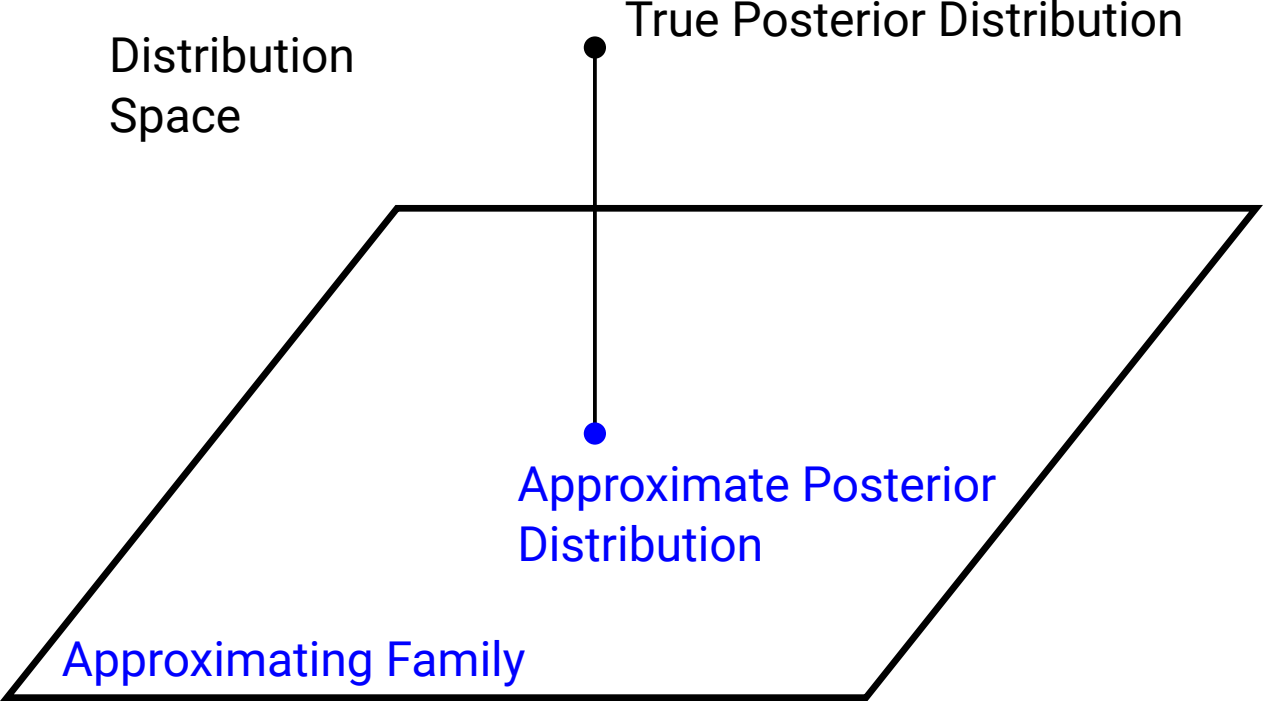 True Posterior Distribution
Distribution
Space
Approximate Posterior
Distribution
Approximating Family